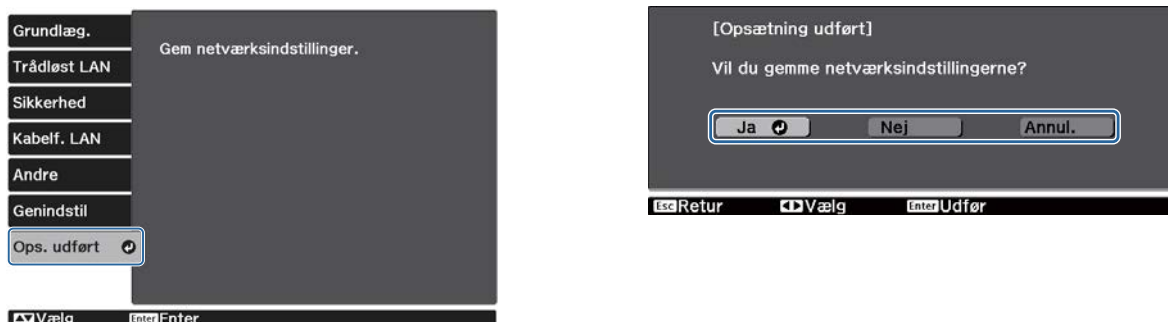 Grundlæg.
Trådløst LAN
Sikkerhed
Kabelf. LAN
Andre
Genindstil
Ops. udført
Gem netværksindstillinger.
Vælg Enter Enter
[Opsætning udført]
Vil du gemme netværksindstillingerne?
Ja Nej Annul.
Esc Retur Vælg Enter Udfør